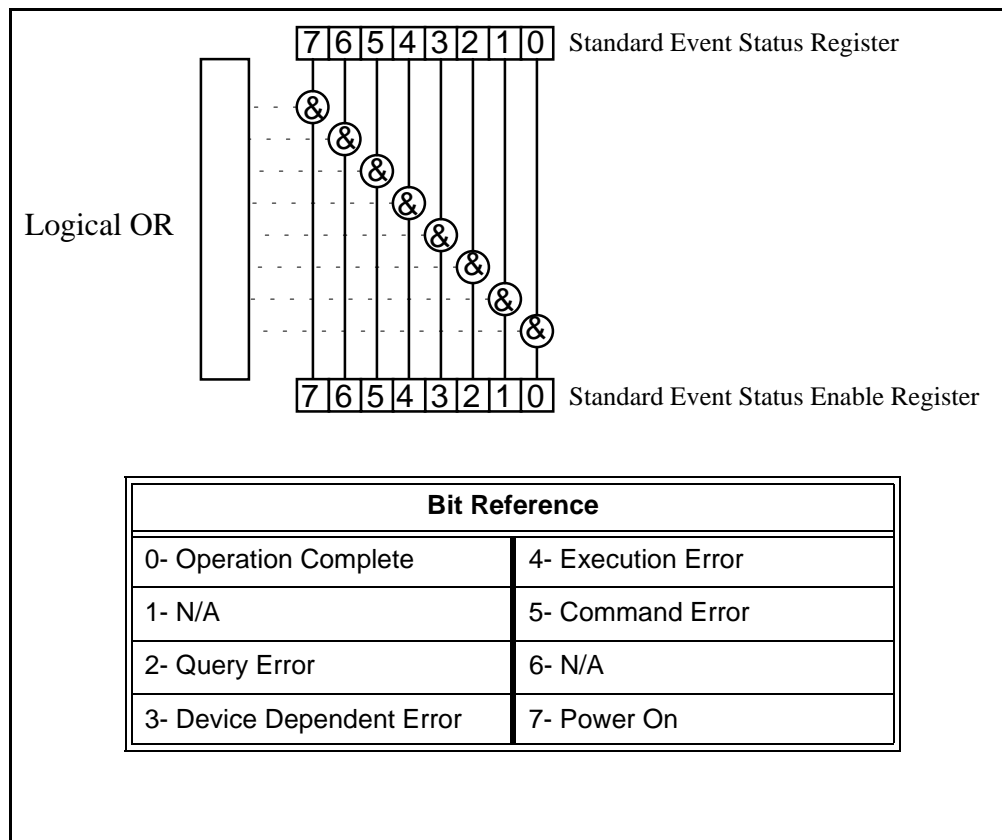 7 6 5 4 3 2 1 0 Standard Event Status Register
&
&
&
&
Logical OR
&
&
&
&
7 6 5 4 3 2 1 0 Standard Event Status Enable Register
Bit Reference
0- Operation Complete 4- Execution Error
1- N/A 5- Command Error
2- Query Error 6- N/A
3- Device Dependent Error 7- Power On